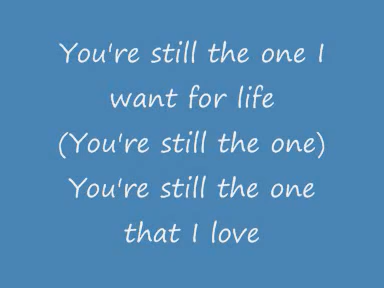 You're still the one I
want for life
(You're still the one)
You're still the one
that I love